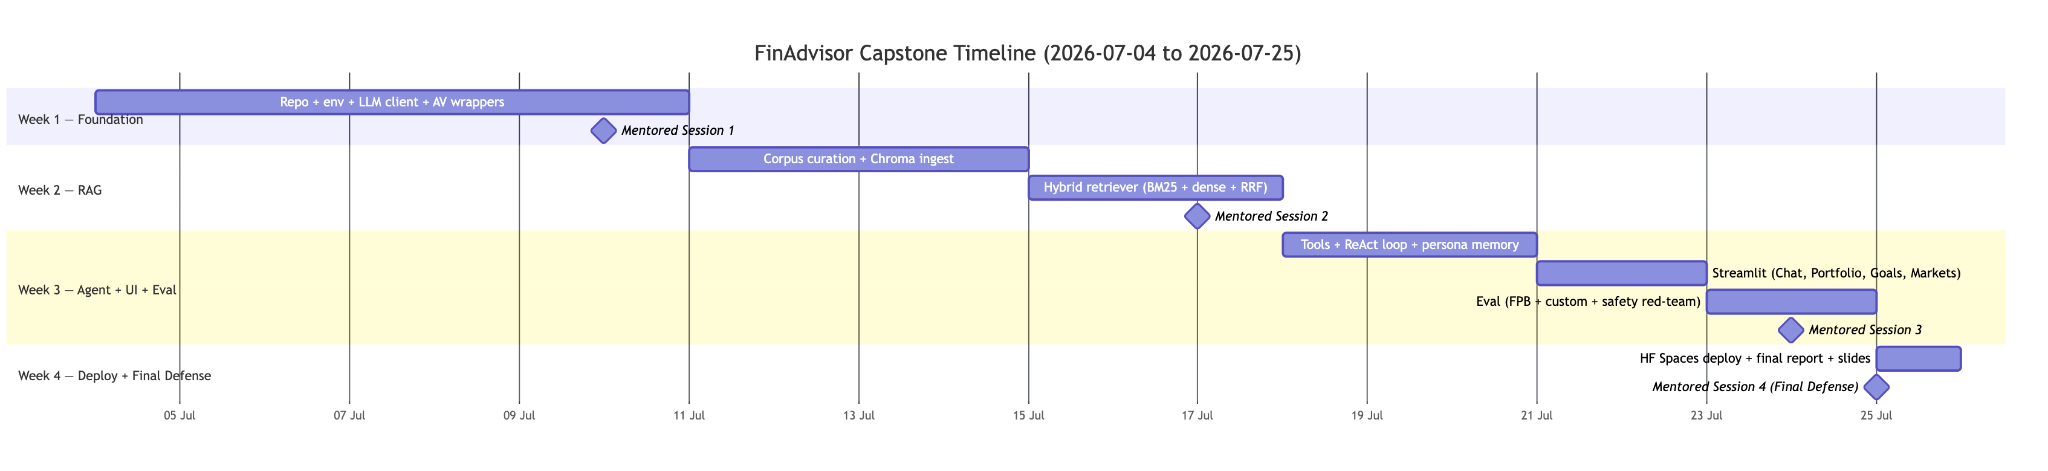 FinAdvisor Capstone Timeline (2026-07-04 to 2026-07-25)
Week 1 — Foundation
Repo + env + LLM client + AV wrappers
Mentored Session 1
Week 2 — RAG
Corpus curation + Chroma ingest
Hybrid retriever (BM25 + dense + RRF)
Mentored Session 2
Week 3 — Agent + UI + Eval
Tools + ReAct loop + persona memory
Streamlit (Chat, Portfolio, Goals, Markets)
Eval (FPB + custom + safety red-team)
Mentored Session 3
Week 4 — Deploy + Final Defense
HF Spaces deploy + final report + slides
Mentored Session 4 (Final Defense)
05 Jul
07 Jul
09 Jul
11 Jul
13 Jul
15 Jul
17 Jul
19 Jul
21 Jul
23 Jul
25 Jul